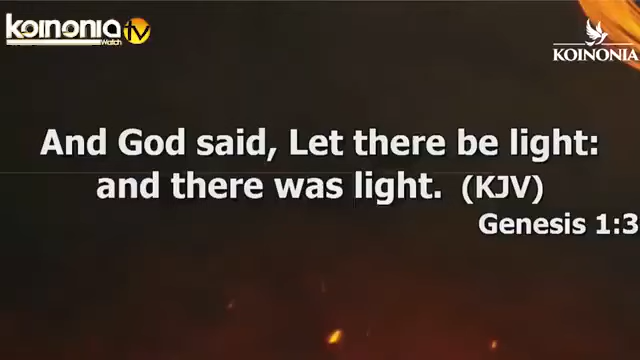 koinonia tv
Watch
KOINONIA
And God said, Let there be light:
and there was light. (KJV)
Genesis 1:3